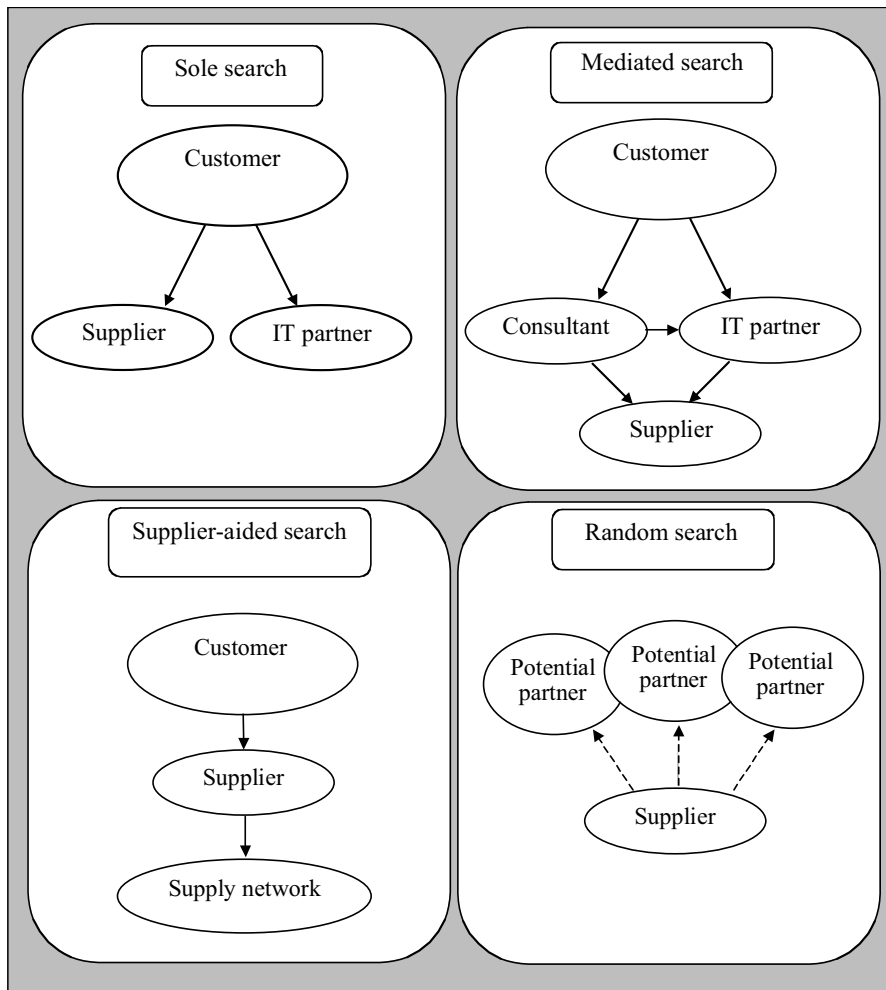 Sole search
Customer
Supplier
IT partner
Mediated search
Customer
Consultant
IT partner
Supplier
Supplier-aided search
Customer
Supplier
Supply network
Random search
Potential
partner
Potential
partner
Potential
partner
Supplier